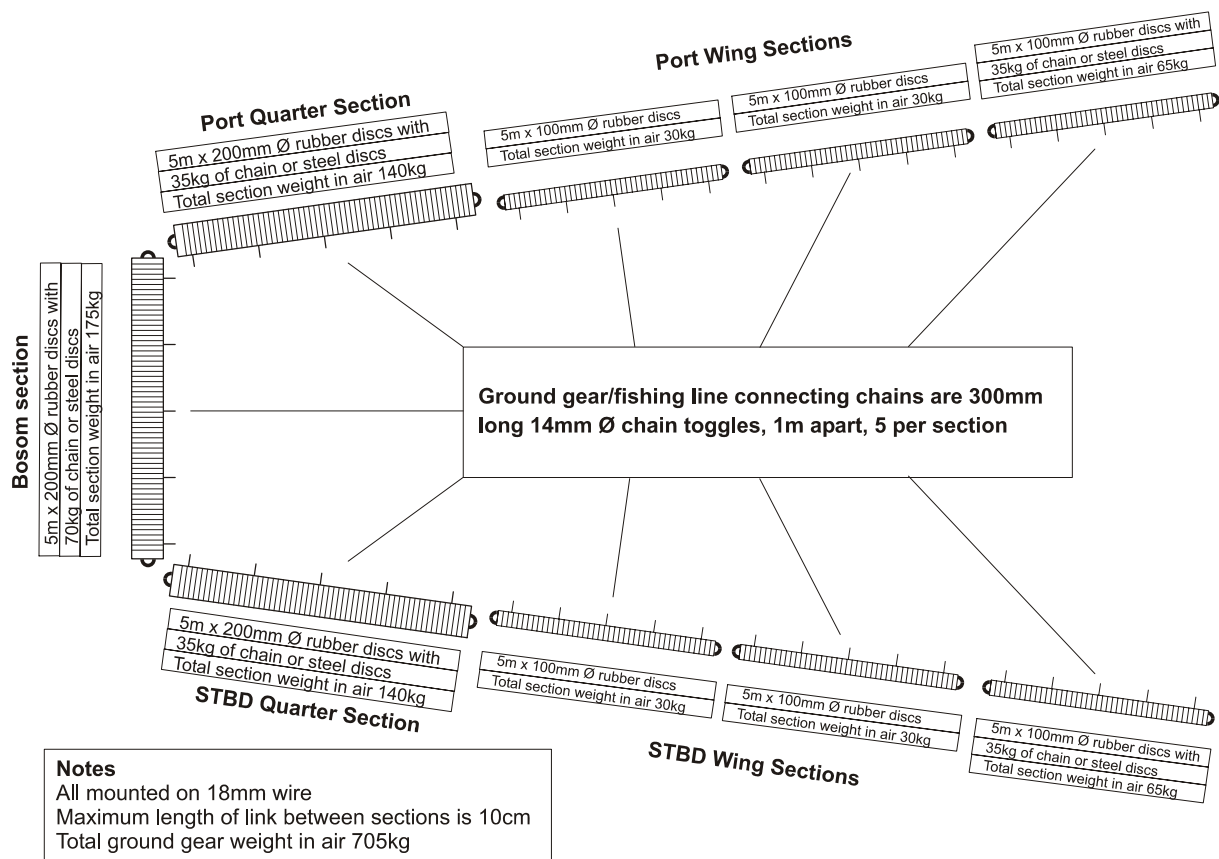 Port Wing Sections
5m x 100mm Ø rubber discs with
35kg of chain or steel discs
Total section weight in air 65kg
5m x 100mm Ø rubber discs
Total section weight in air 30kg
5m x 100mm Ø rubber discs
Total section weight in air 30kg
Port Quarter Section
5m x 200mm Ø rubber discs with
35kg of chain or steel discs
Total section weight in air 140kg
Bosom section
5m x 200mm Ø rubber discs with
70kg of chain or steel discs
Total section weight in air 175kg
Ground gear/fishing line connecting chains are 300mm
long 14mm Ø chain toggles, 1m apart, 5 per section
5m x 200mm Ø rubber discs with
35kg of chain or steel discs
Total section weight in air 140kg
STBD Quarter Section
5m x 100mm Ø rubber discs
Total section weight in air 30kg
5m x 100mm Ø rubber discs
Total section weight in air 30kg
5m x 100mm Ø rubber discs with
35kg of chain or steel discs
Total section weight in air 65kg
STBD Wing Sections
Notes
All mounted on 18mm wire
Maximum length of link between sections is 10cm
Total ground gear weight in air 705kg